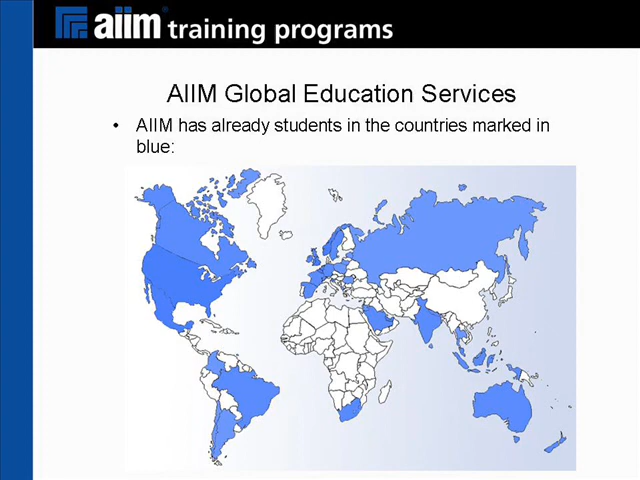 aiim training programs
AIIM Global Education Services
• AIIM has already students in the countries marked in
blue: